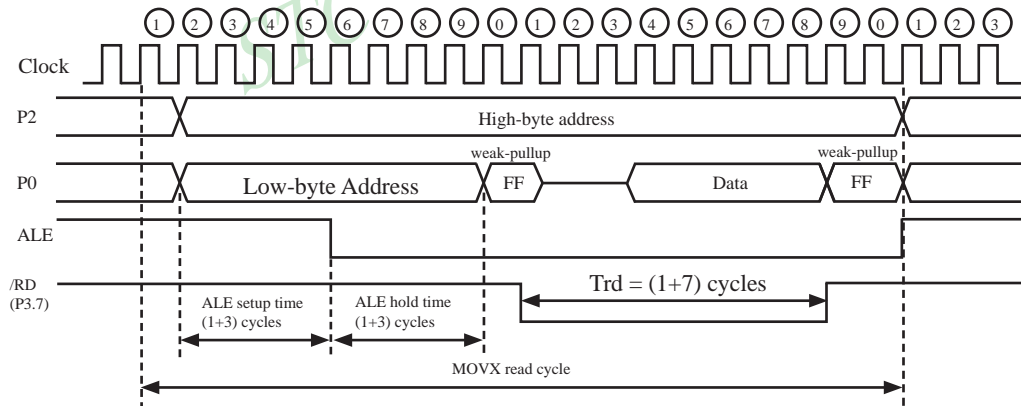 1 2 3 4 5 6 7 8 9 0 1 2 3 4 5 6 7 8 9 0 1 2 3
Clock
P2
High-byte address
weak-pullup
weak-pullup
P0
Low-byte Address
FF
Data
FF
ALE
/RD
(P3.7)
Trd = (1+7) cycles
ALE setup time
(1+3) cycles
ALE hold time
(1+3) cycles
MOVX read cycle